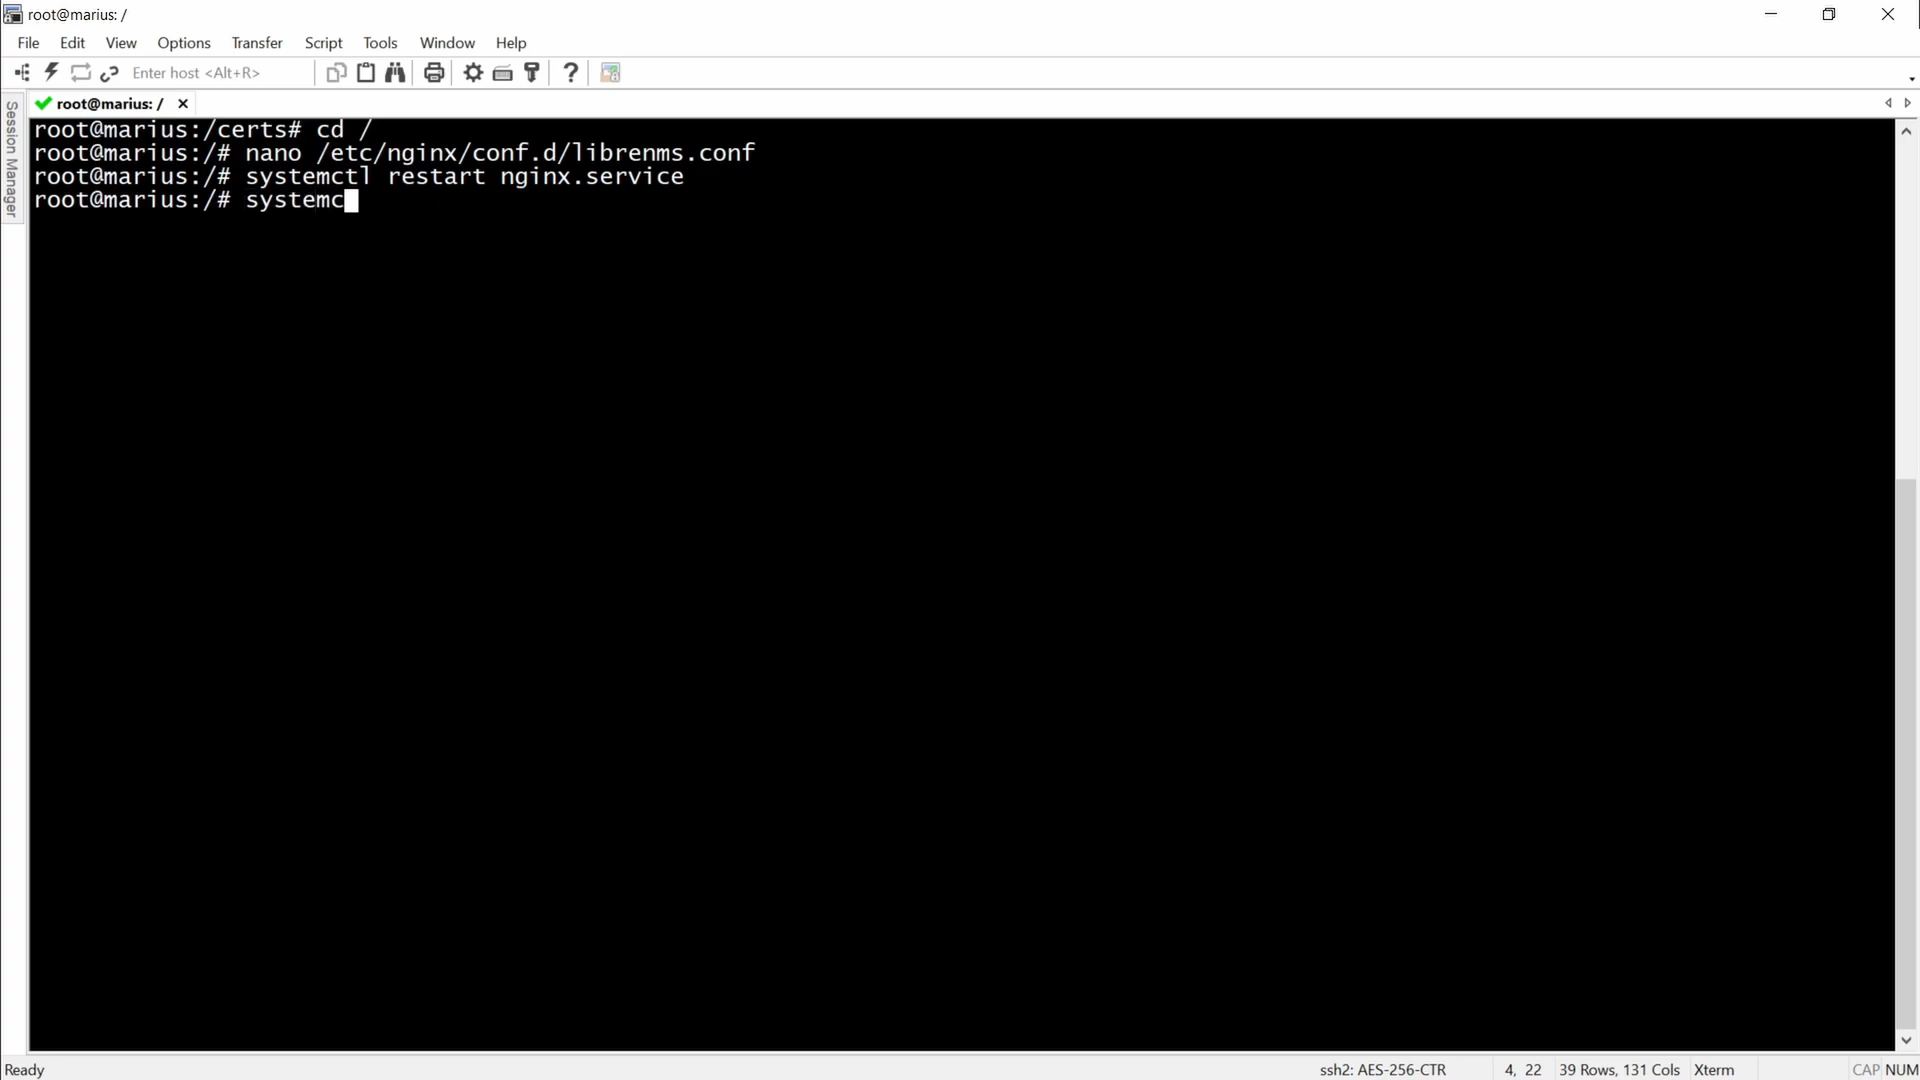 root@marius: /
File Edit View Options Transfer Script Tools Window Help
Enter host <Alt+R>
Session Manager
root@marius: /
root@marius:/certs# cd /
root@marius:/# nano /etc/nginx/conf.d/librenms.conf
root@marius:/# systemctl restart nginx.service
root@marius:/# systemc
Ready ssh2: AES-256-CTR 4, 22 39 Rows, 131 Cols Xterm CAP NUM